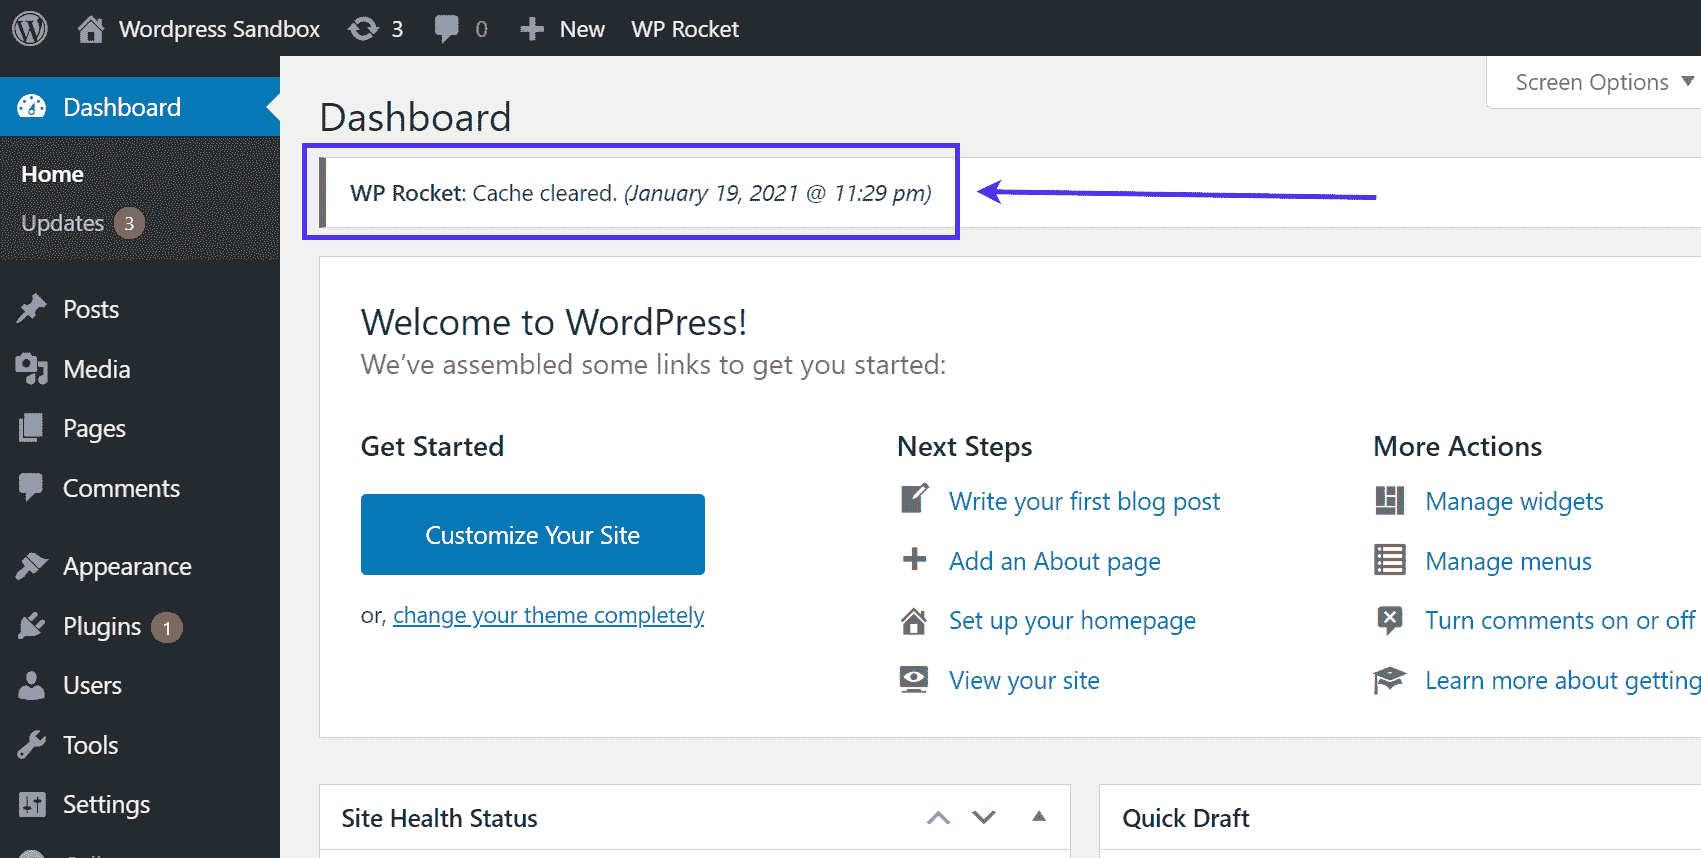 Wordpress Sandbox 3 0 New WP Rocket
Screen Options
Dashboard
Home
Updates 3
Posts
Media
Pages
Comments
Appearance
Plugins 1
Users
Tools
Settings
Dashboard
WP Rocket: Cache cleared. (January 19, 2021 @ 11:29 pm)
Welcome to WordPress!
We’ve assembled some links to get you started:
Get Started
Customize Your Site
or, change your theme completely
Next Steps
Write your first blog post
Add an About page
Set up your homepage
View your site
More Actions
Manage widgets
Manage menus
Turn comments on or off
Learn more about getting
Site Health Status
Quick Draft